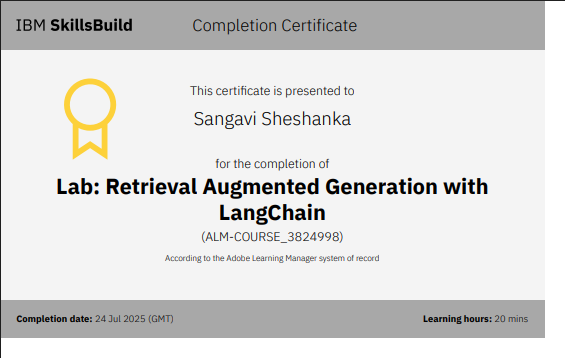 IBM SkillsBuild
Completion Certificate
This certificate is presented to
Sangavi Sheshanka
for the completion of
Lab: Retrieval Augmented Generation with
LangChain
(ALM-COURSE_3824998)
According to the Adobe Learning Manager system of record
Completion date: 24 Jul 2025 (GMT)
Learning hours: 20 mins